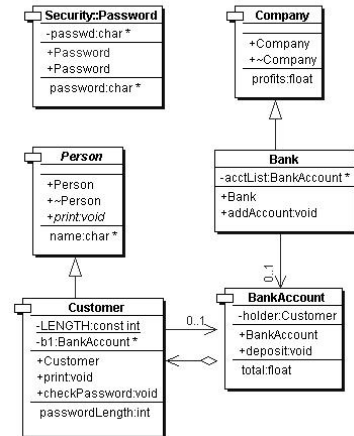 Security::Password
-passwd:char *
+Password
+Password
password:char *
Company
+Company
+~Company
profits:float
Person
+Person
+~Person
+print:void
name:char *
Bank
-acctList:BankAccount *
+Bank
+addAccount:void
0..1
Customer
-LENGTH:const int
-b1:BankAccount *
+Customer
+print:void
+checkPassword:void
passwordLength:int
0..1
BankAccount
-holder:Customer
+BankAccount
+deposit:void
total:float